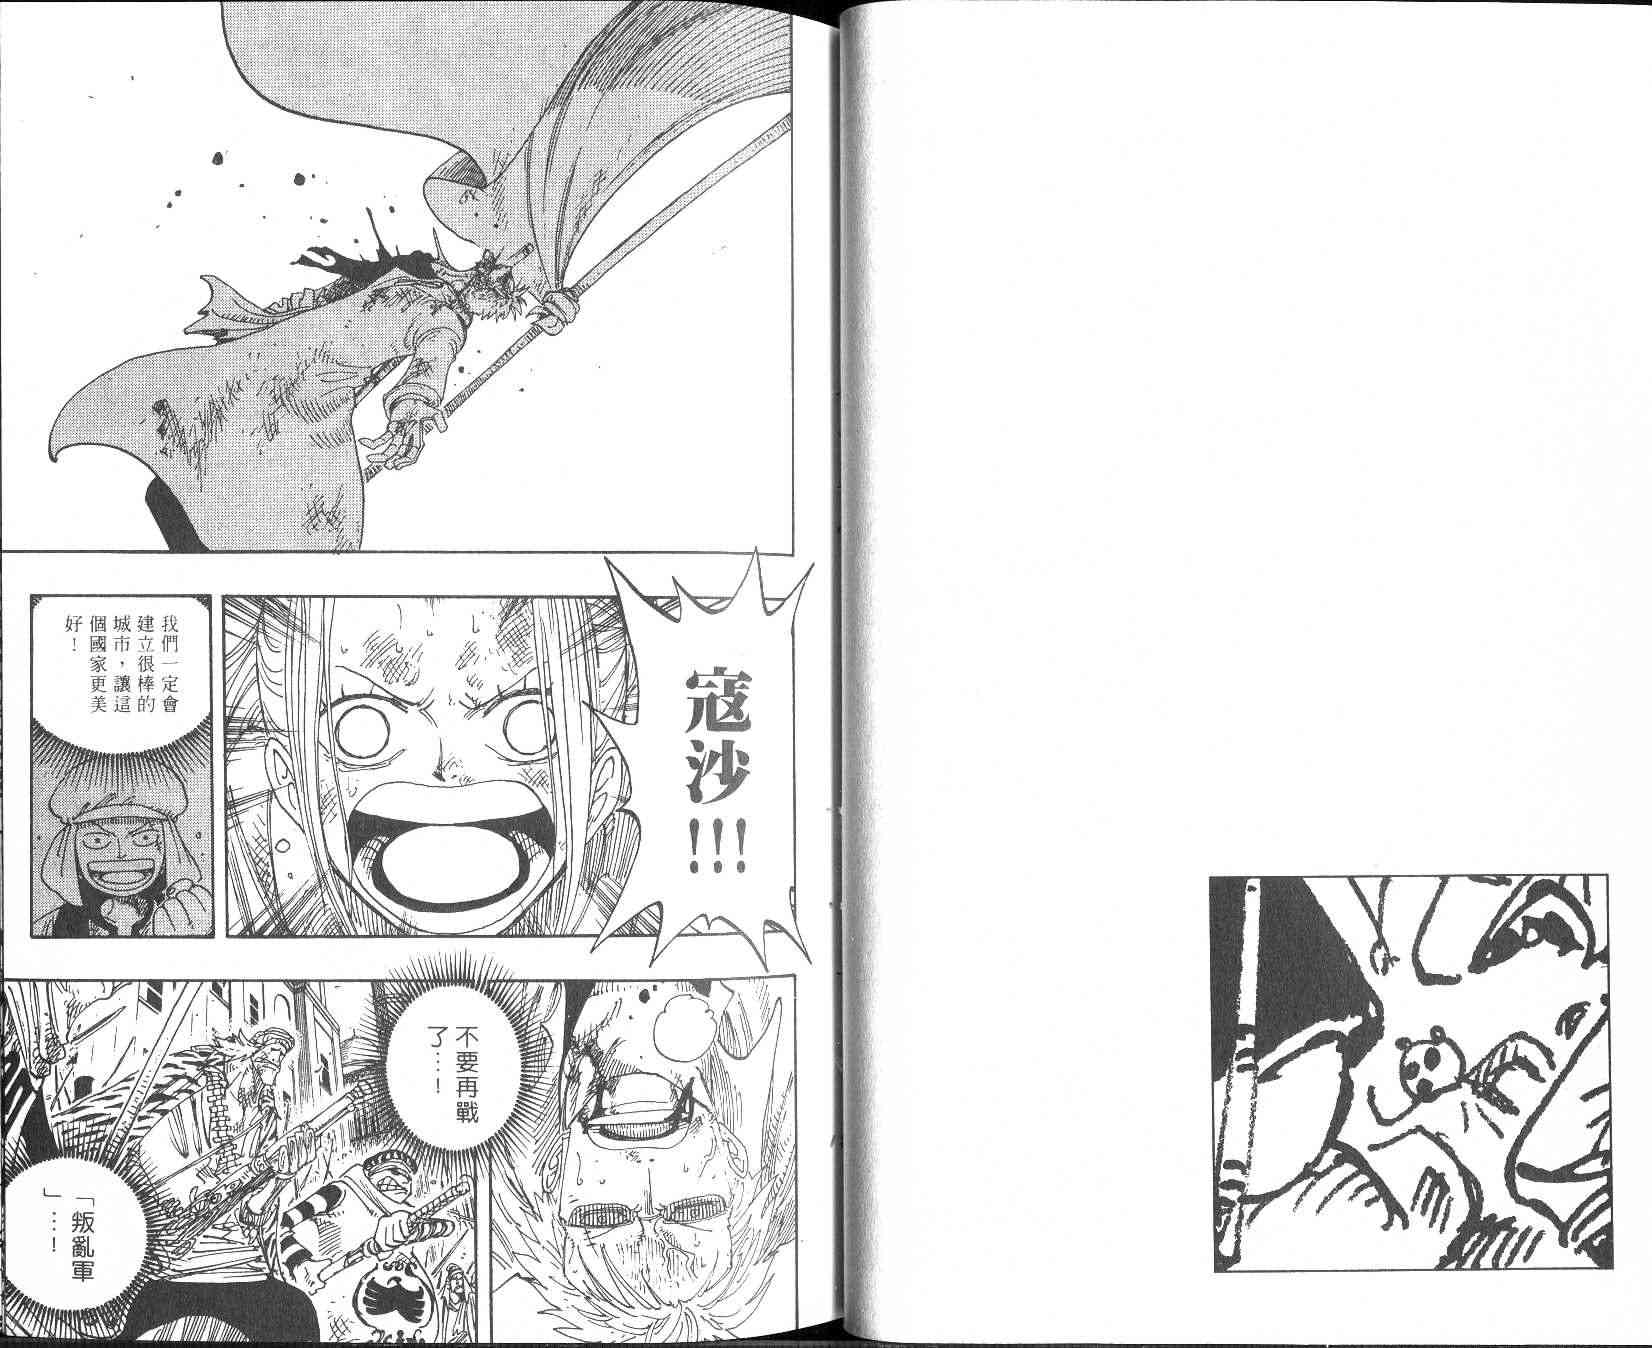 寇沙!!!
我們一定會
建立很棒的
城市，讓這
個國家更美
好！
不要再戰
了…！
「叛亂軍
」…！